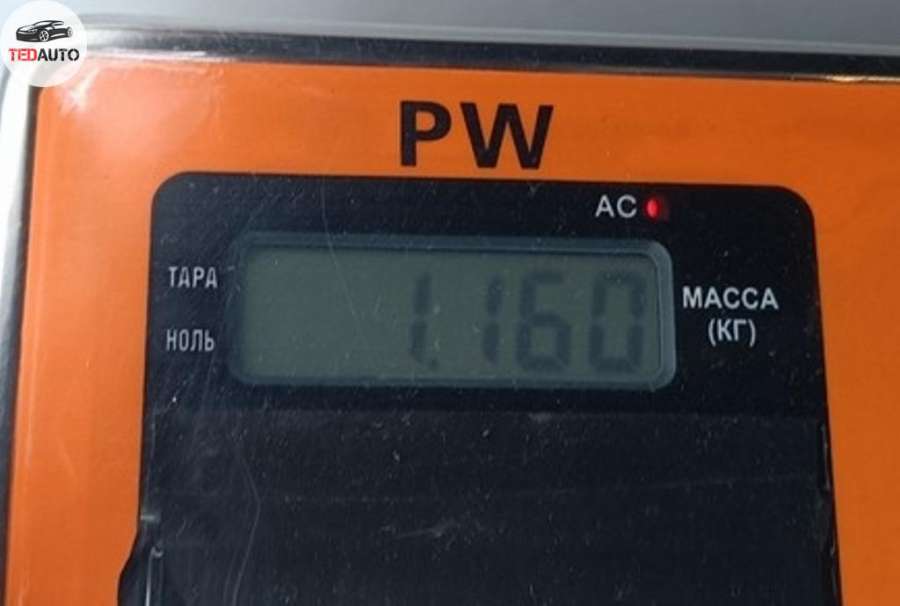 TEDAUTO
PW
AC
ТАРА
НОЛЬ
1.160
МАССА
(КГ)